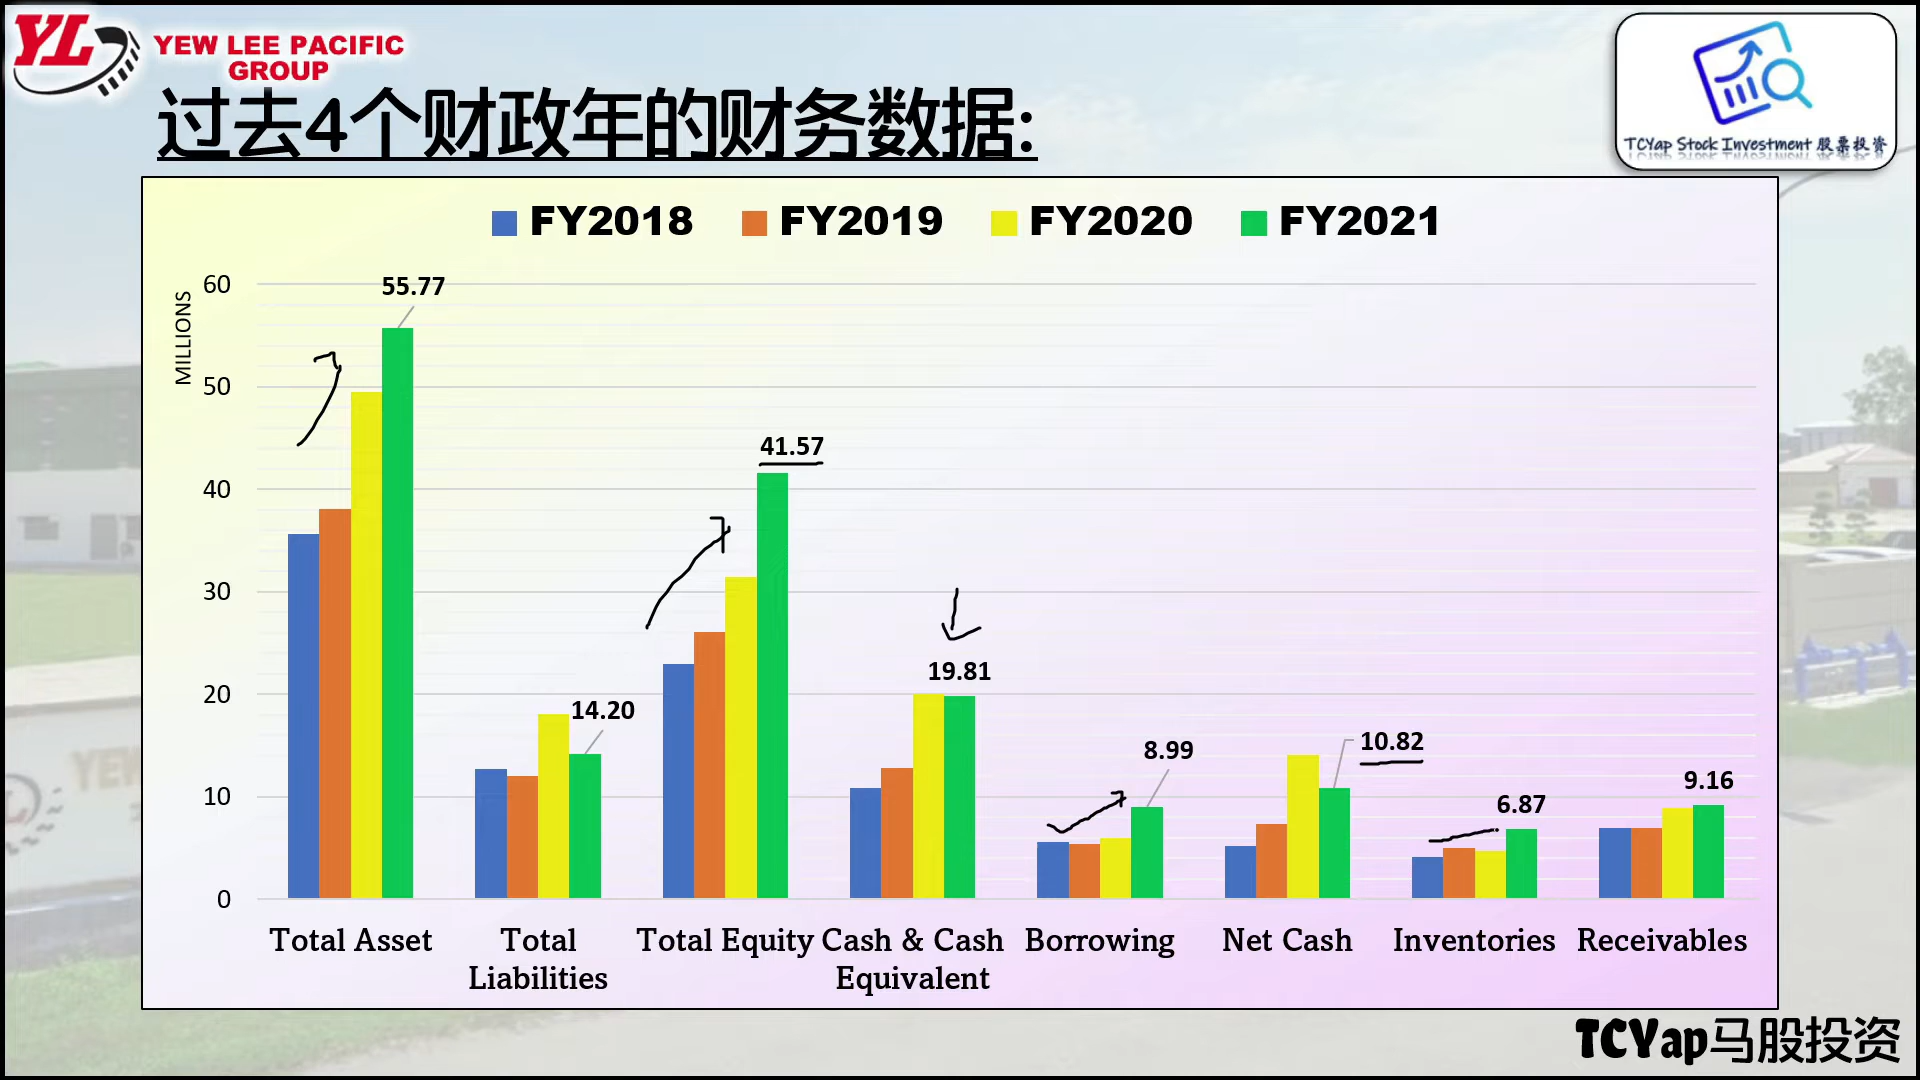 YL
YEW LEE PACIFIC
GROUP
过去4个财政年的财务数据:
TCYap Stock Investment 股票投资
FY2018 FY2019 FY2020 FY2021
MILLIONS
60
50
40
30
20
10
0
55.77
14.20
41.57
19.81
8.99
10.82
6.87
9.16
Total Asset
Total
Liabilities
Total Equity
Cash & Cash
Equivalent
Borrowing
Net Cash
Inventories
Receivables
YEW
TCYap马股投资